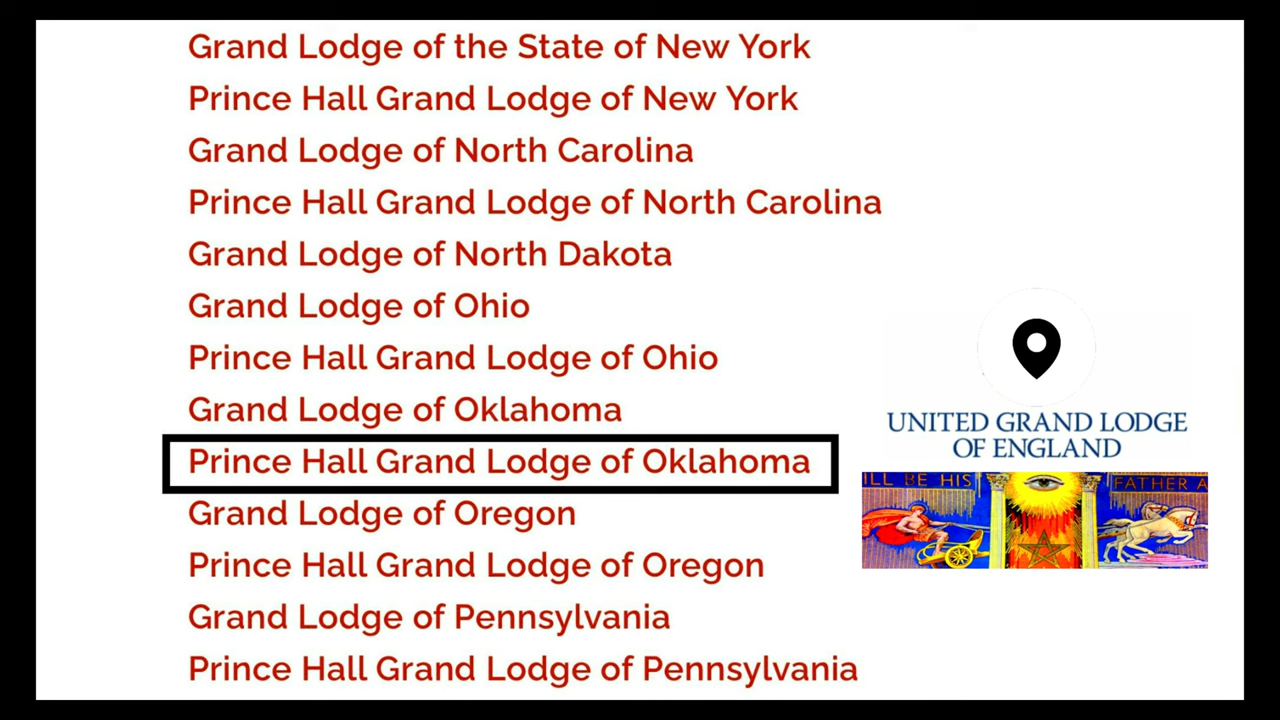 Grand Lodge of the State of New York
Prince Hall Grand Lodge of New York
Grand Lodge of North Carolina
Prince Hall Grand Lodge of North Carolina
Grand Lodge of North Dakota
Grand Lodge of Ohio
Prince Hall Grand Lodge of Ohio
Grand Lodge of Oklahoma
Prince Hall Grand Lodge of Oklahoma
Grand Lodge of Oregon
Prince Hall Grand Lodge of Oregon
Grand Lodge of Pennsylvania
Prince Hall Grand Lodge of Pennsylvania
UNITED GRAND LODGE
OF ENGLAND
ILL BE HIS FATHER A